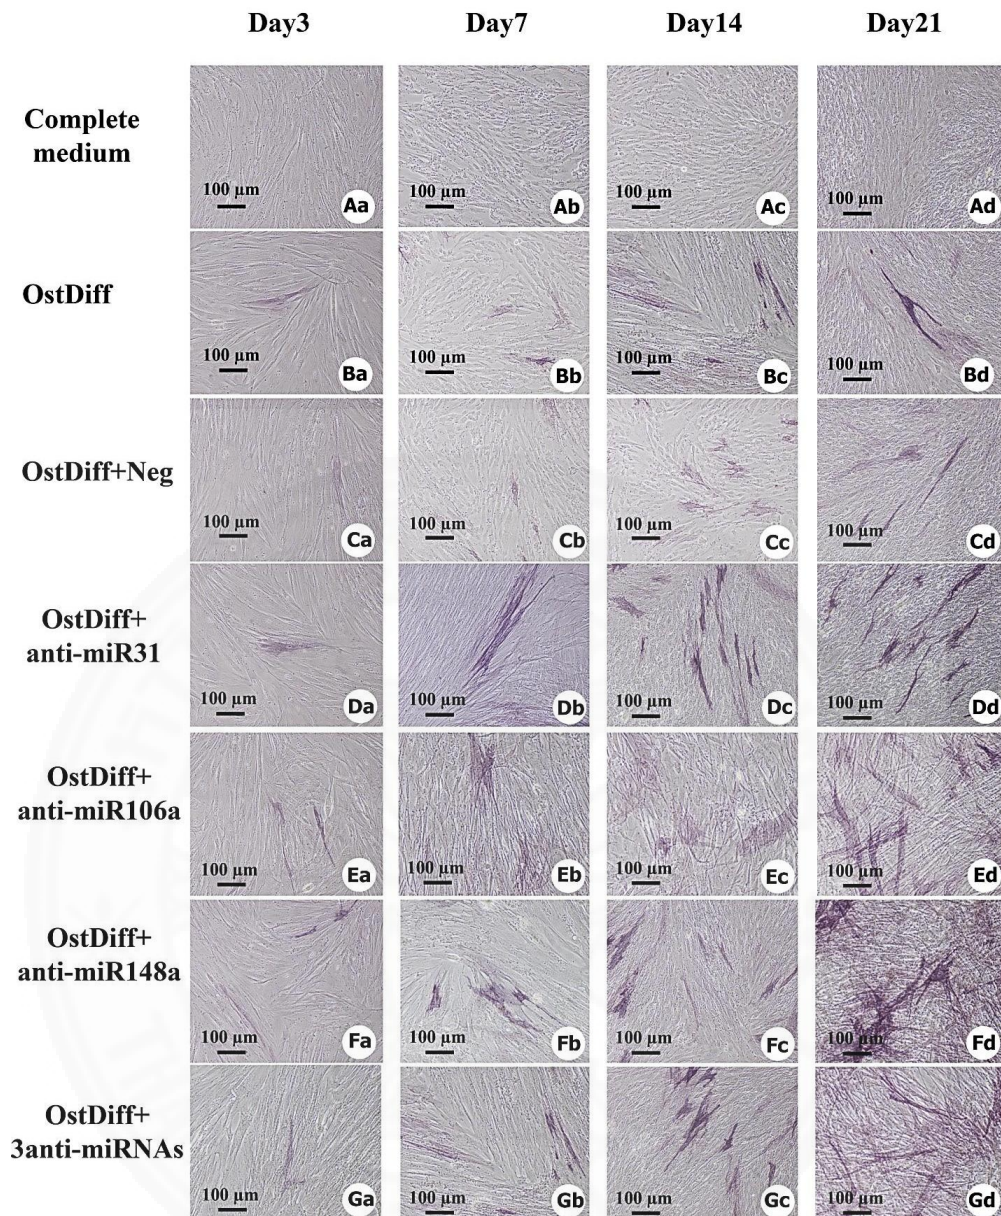 Day3 Day7 Day14 Day21
Complete
medium
100 µm 100 µm 100 µm 100 µm
Aa Ab Ac Ad
OstDiff
100 µm 100 µm 100 µm 100 µm
Ba Bb Bc Bd
OstDiff+Neg
100 µm 100 µm 100 µm 100 µm
Ca Cb Cc Cd
OstDiff+
anti-miR31
100 µm 100 µm 100 µm 100 µm
Da Db Dc Dd
OstDiff+
anti-miR106a
100 µm 100 µm 100 µm 100 µm
Ea Eb Ec Ed
OstDiff+
anti-miR148a
100 µm 100 µm 100 µm 100 µm
Fa Fb Fc Fd
OstDiff+
3anti-miRNAs
100 µm 100 µm 100 µm 100 µm
Ga Gb Gc Gd